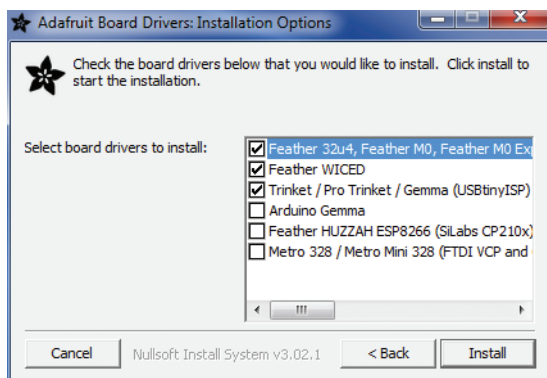 Adafruit Board Drivers: Installation Options
Check the board drivers below that you would like to install. Click install to
start the installation.
Select board drivers to install:
Feather 32u4, Feather M0, Feather M0 Exp
Feather WICED
Trinket / Pro Trinket / Gemma (USBtinyISP)
Arduino Gemma
Feather HUZZAH ESP8266 (SiLabs CP210x)
Metro 328 / Metro Mini 328 (FTDI VCP and
Cancel
Nullsoft Install System v3.02.1
< Back
Install